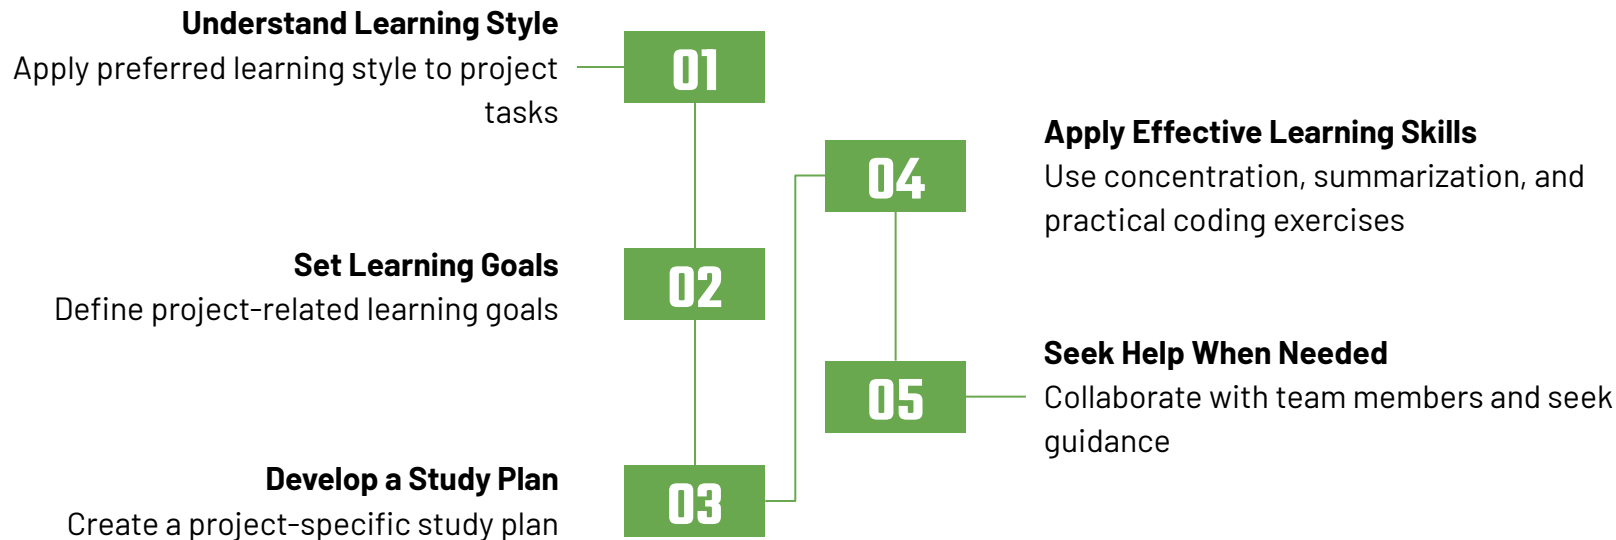 Understand Learning Style
Apply preferred learning style to project
tasks
01
Set Learning Goals
Define project-related learning goals
02
Develop a Study Plan
Create a project-specific study plan
03
04
Apply Effective Learning Skills
Use concentration, summarization, and
practical coding exercises
05
Seek Help When Needed
Collaborate with team members and seek
guidance